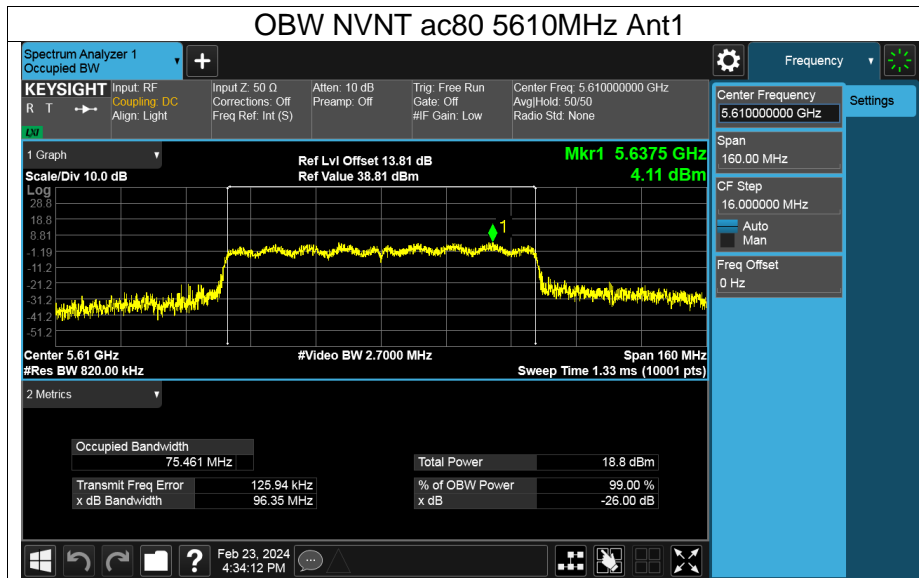 OBW NVNT ac80 5610MHz Ant1
Spectrum Analyzer 1
Occupied BW
Frequency
KEYSIGHT
R T
LXI
Input: RF
Coupling: DC
Align: Light
Input Z: 50 Ω
Corrections: Off
Freq Ref: Int (S)
Atten: 10 dB
Preamp: Off
Trig: Free Run
Gate: Off
#IF Gain: Low
Center Freq: 5.610000000 GHz
Avg|Hold: 50/50
Radio Std: None
Center Frequency
5.610000000 GHz
Settings
Span
160.00 MHz
CF Step
16.000000 MHz
Auto
Man
Freq Offset
0 Hz
1 Graph
Scale/Div 10.0 dB
Ref Lvl Offset 13.81 dB
Ref Value 38.81 dBm
Mkr1 5.6375 GHz
4.11 dBm
Log
28.8
18.8
8.81
-1.19
-11.2
-21.2
-31.2
-41.2
-51.2
1
Center 5.61 GHz
#Res BW 820.00 kHz
#Video BW 2.7000 MHz
Span 160 MHz
Sweep Time 1.33 ms (10001 pts)
2 Metrics
Occupied Bandwidth
75.461 MHz
Transmit Freq Error 125.94 kHz
x dB Bandwidth 96.35 MHz
Total Power 18.8 dBm
% of OBW Power 99.00 %
x dB -26.00 dB
?
Feb 23, 2024
4:34:12 PM